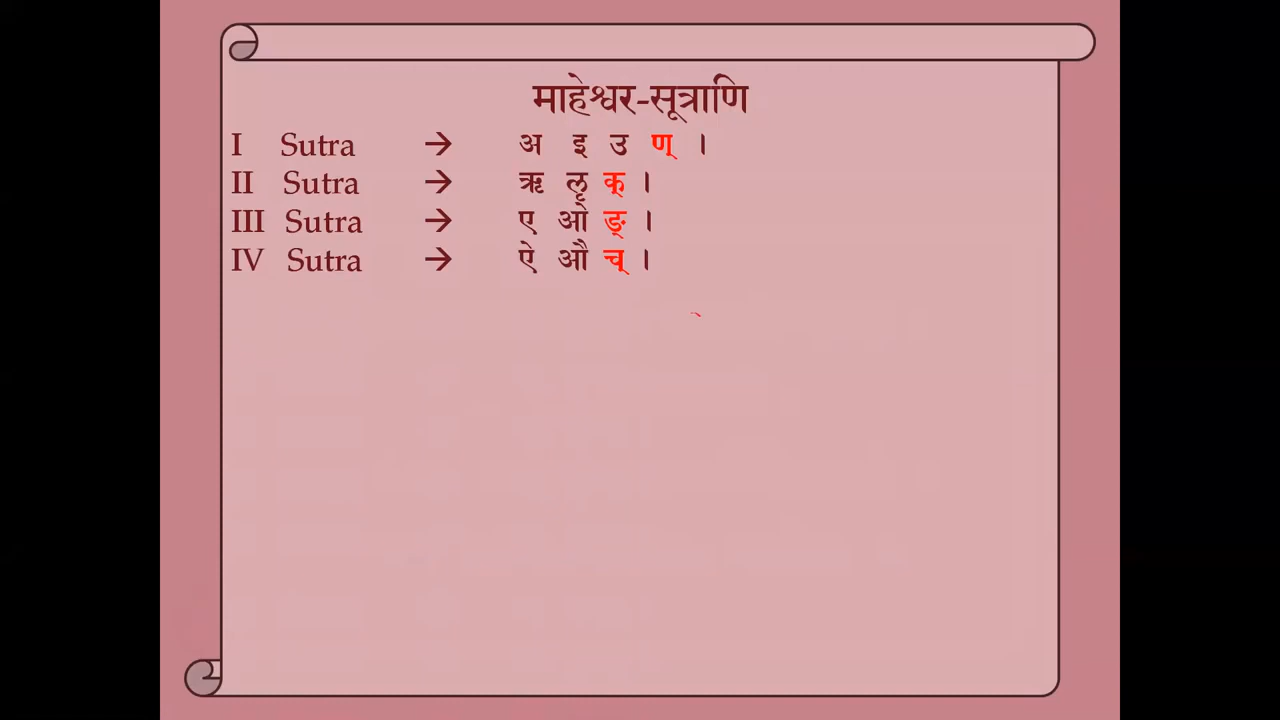 माहेश्वर-सूत्राणि
I Sutra → अ इ उ ण् ।
II Sutra → ऋ लृ क् ।
III Sutra → ए ओ ङ् ।
IV Sutra → ऐ औ च् ।